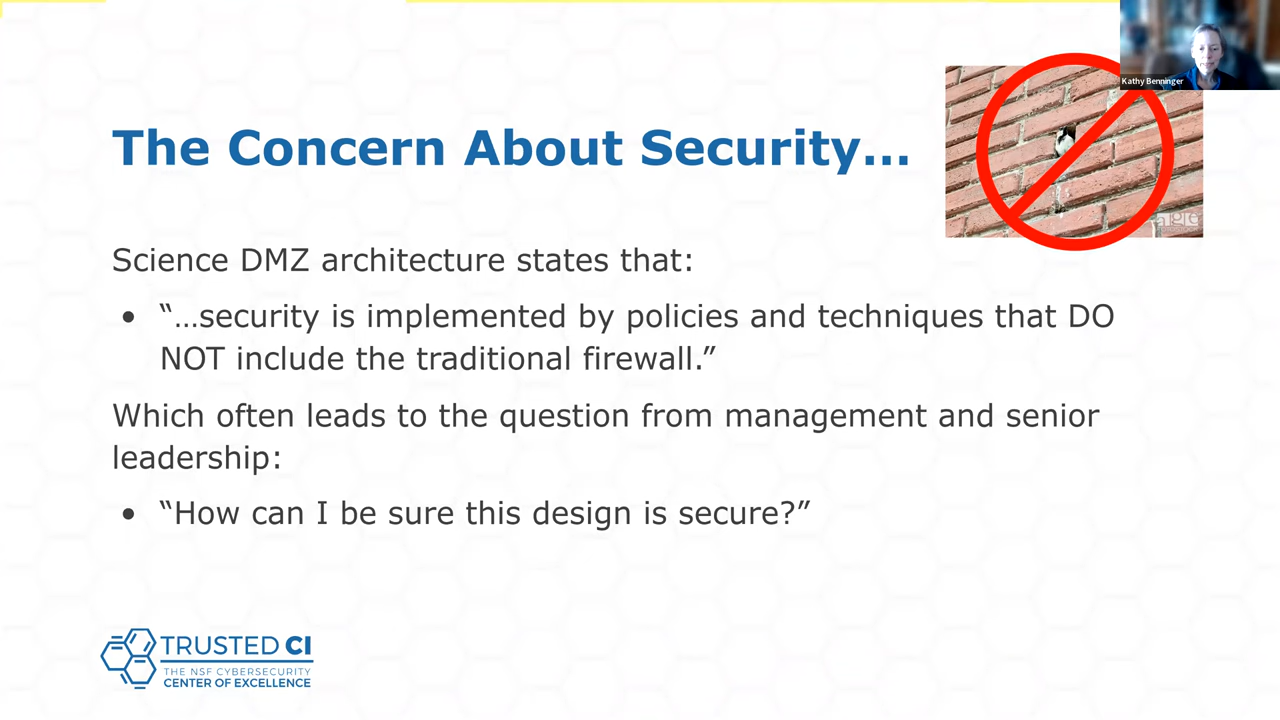 Kathy Benninger
The Concern About Security...
Science DMZ architecture states that:
• “...security is implemented by policies and techniques that DO
NOT include the traditional firewall.”
Which often leads to the question from management and senior
leadership:
• “How can I be sure this design is secure?”
TRUSTED CI
THE NSF CYBERSECURITY
CENTER OF EXCELLENCE